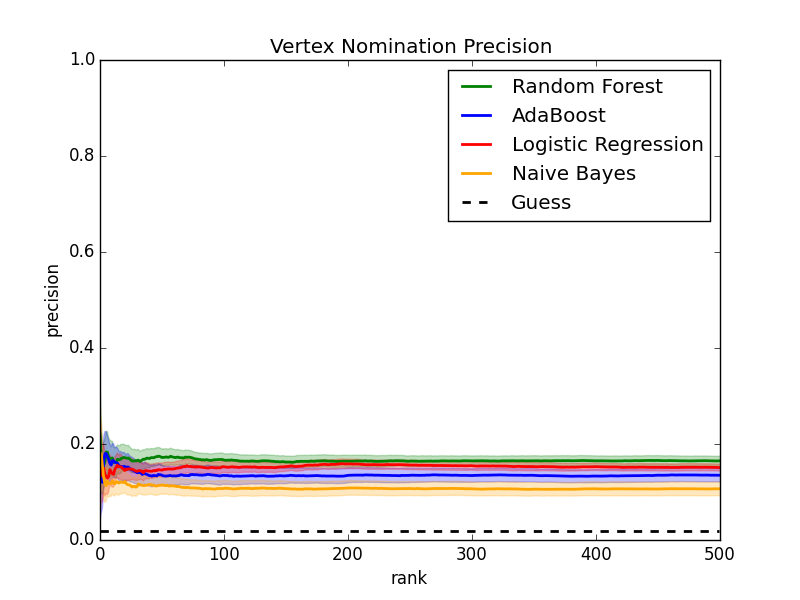 Vertex Nomination Precision
1.0
0.8
0.6
0.4
0.2
0.0
precision
Random Forest
AdaBoost
Logistic Regression
Naive Bayes
Guess
0
100
200
300
400
500
rank